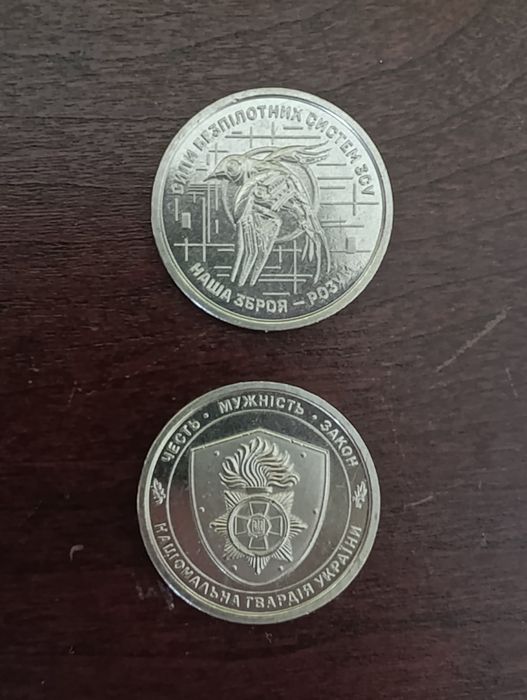 СИЛИ БЕЗПІЛОТНИХ СИСТЕМ ЗСУ
НАША ЗБРОЯ – РОЗУМ
ЧЕСТЬ · МУЖНІСТЬ · ЗАКОН
НАЦІОНАЛЬНА ГВАРДІЯ УКРАЇНИ